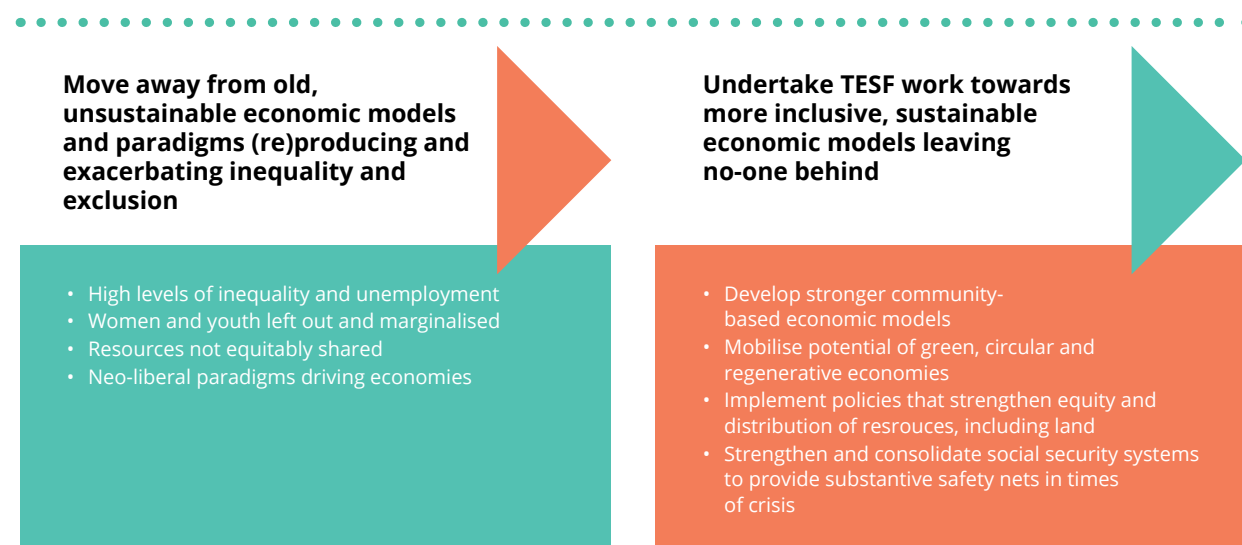 Move away from old,
unsustainable economic models
and paradigms (re)producing and
exacerbating inequality and
exclusion
• High levels of inequality and unemployment
• Women and youth left out and marginalised
• Resources not equitably shared
• Neo-liberal paradigms driving economies
Undertake TESF work towards
more inclusive, sustainable
economic models leaving
no-one behind
• Develop stronger community-
based economic models
• Mobilise potential of green, circular and
regenerative economies
• Implement policies that strengthen equity and
distribution of resrouces, including land
• Strengthen and consolidate social security systems
to provide substantive safety nets in times
of crisis